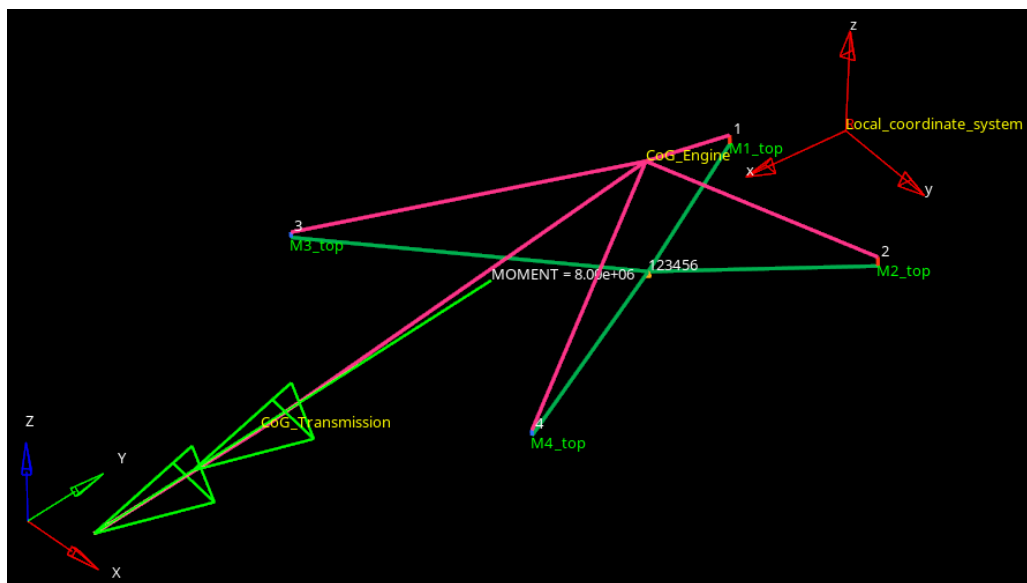 z
Local_coordinate_system
1
M1_top
CoG_Engine
x
y
3
M3_top
2
M2_top
123456
MOMENT = 8.00e+06
CoG_Transmission
4
M4_top
Z
Y
X